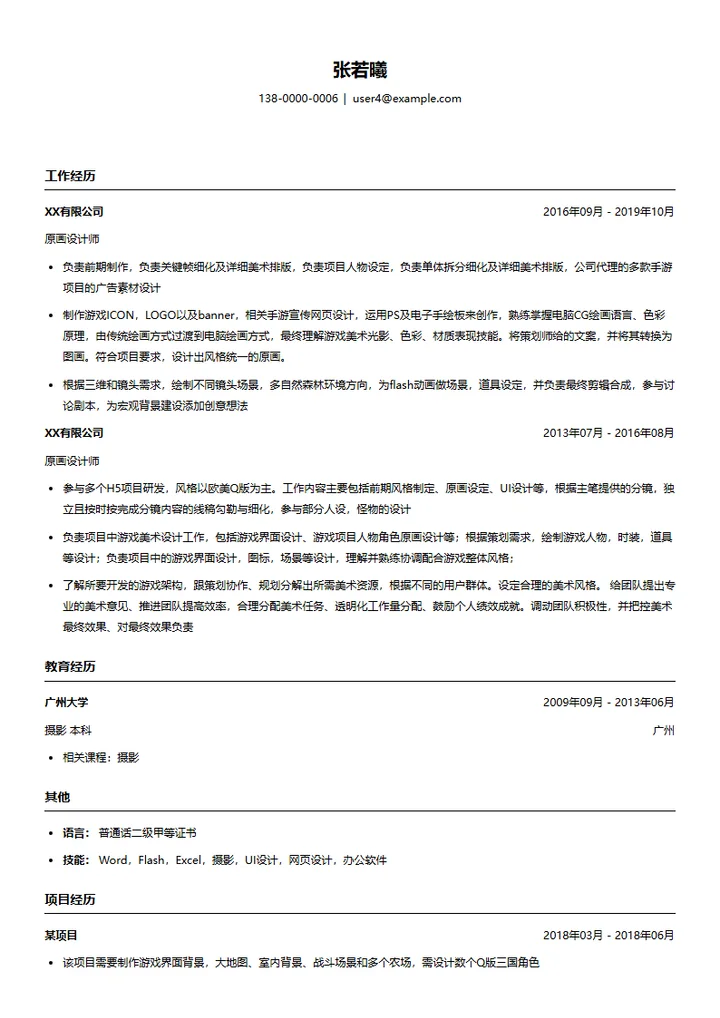 张若曦
138-0000-0006 | user4@example.com
工作经历
XX有限公司 2016年09月 - 2019年10月
原画设计师
• 负责前期制作，负责关键帧细化及详细美术排版，负责项目人物设定，负责单体拆分细化及详细美术排版，公司代理的多款手游
项目的广告素材设计
• 制作游戏ICON，LOGO以及banner，相关手游宣传网页设计，运用PS及电子手绘板来创作，熟练掌握电脑CG绘画语言、色彩
原理，由传统绘画方式过渡到电脑绘画方式，最终理解游戏美术光影、色彩、材质表现技能。将策划师给的文案，并将其转换为
图画。符合项目要求，设计出风格统一的原画。
• 根据三维和镜头需求，绘制不同镜头场景，多自然森林环境方向，为flash动画做场景，道具设定，并负责最终剪辑合成，参与讨
论剧本，为宏观背景建设添加创意想法
XX有限公司 2013年07月 - 2016年08月
原画设计师
• 参与多个H5项目研发，风格以欧美Q版为主。工作内容主要包括前期风格制定、原画设定、UI设计等，根据主笔提供的分镜，独
立且按时按完成分镜内容的线稿勾勒与细化，参与部分人设，怪物的设计
• 负责项目中游戏美术设计工作，包括游戏界面设计、游戏项目人物角色原画设计等；根据策划需求，绘制游戏人物，时装，道具
等设计；负责项目中的游戏界面设计，图标，场景等设计，理解并熟练协调配合游戏整体风格；
• 了解所要开发的游戏架构，跟策划协作、规划分解出所需美术资源，根据不同的用户群体。设定合理的美术风格。 给团队提出专
业的美术意见、推进团队提高效率，合理分配美术任务、透明化工作量分配、鼓励个人绩效成就。调动团队积极性，并把控美术
最终效果、对最终效果负责
教育经历
广州大学 2009年09月 - 2013年06月
摄影 本科 广州
• 相关课程：摄影
其他
• 语言： 普通话二级甲等证书
• 技能： Word，Flash，Excel，摄影，UI设计，网页设计，办公软件
项目经历
某项目 2018年03月 - 2018年06月
• 该项目需要制作游戏界面背景，大地图、室内背景、战斗场景和多个农场，需设计数个Q版三国角色